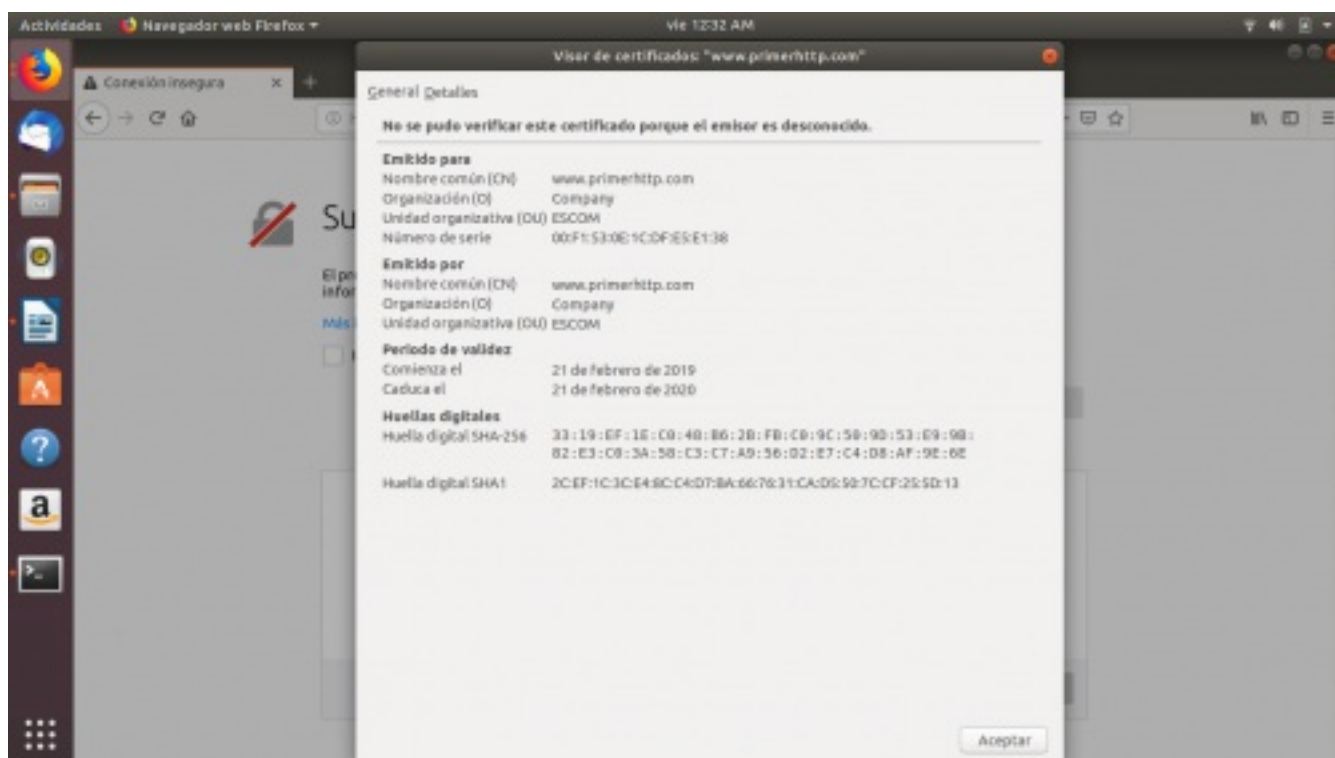 Actividades Navegador web Firefox vie 12:32 AM
Visor de certificados: "www.primerhttp.com"
Conexión insegura
General Detalles
No se pudo verificar este certificado porque el emisor es desconocido.
Emitido para
Nombre común (CN) www.primerhttp.com
Organización (O) Company
Unidad organizativa (OU) ESCOM
Número de serie 00:F1:53:0E:1C:DF:E5:E1:38
Su
Emitido por
El pr
Nombre común (CN) www.primerhttp.com
infor
Organización (O) Company
Más
Unidad organizativa (OU) ESCOM
Periodo de validez
Comienza el 21 de febrero de 2019
Caduca el 21 de febrero de 2020
Huellas digitales
Huella digital SHA-256
Huella digital SHA1
Aceptar